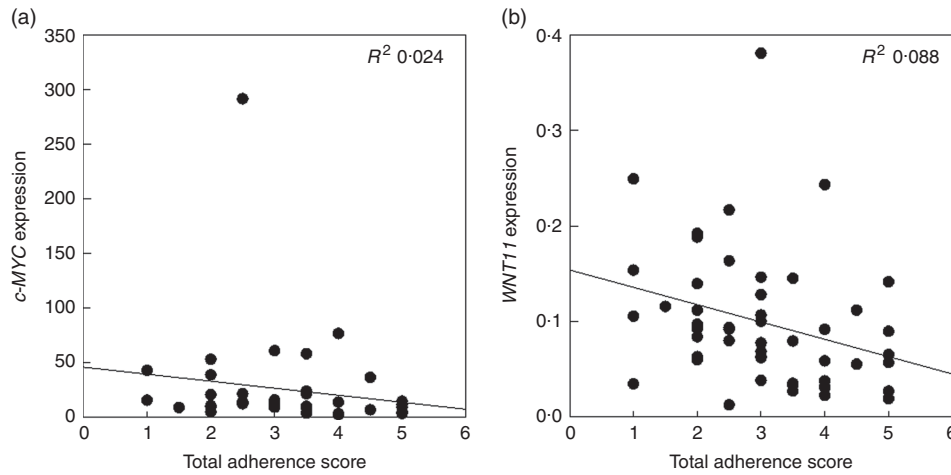 (a)
350
300
250
200
150
100
50
0
c-MYC expression
R² 0·024
0 1 2 3 4 5 6
Total adherence score
(b)
0·4
0·3
0·2
0·1
0·0
WNT11 expression
R² 0·088
0 1 2 3 4 5 6
Total adherence score